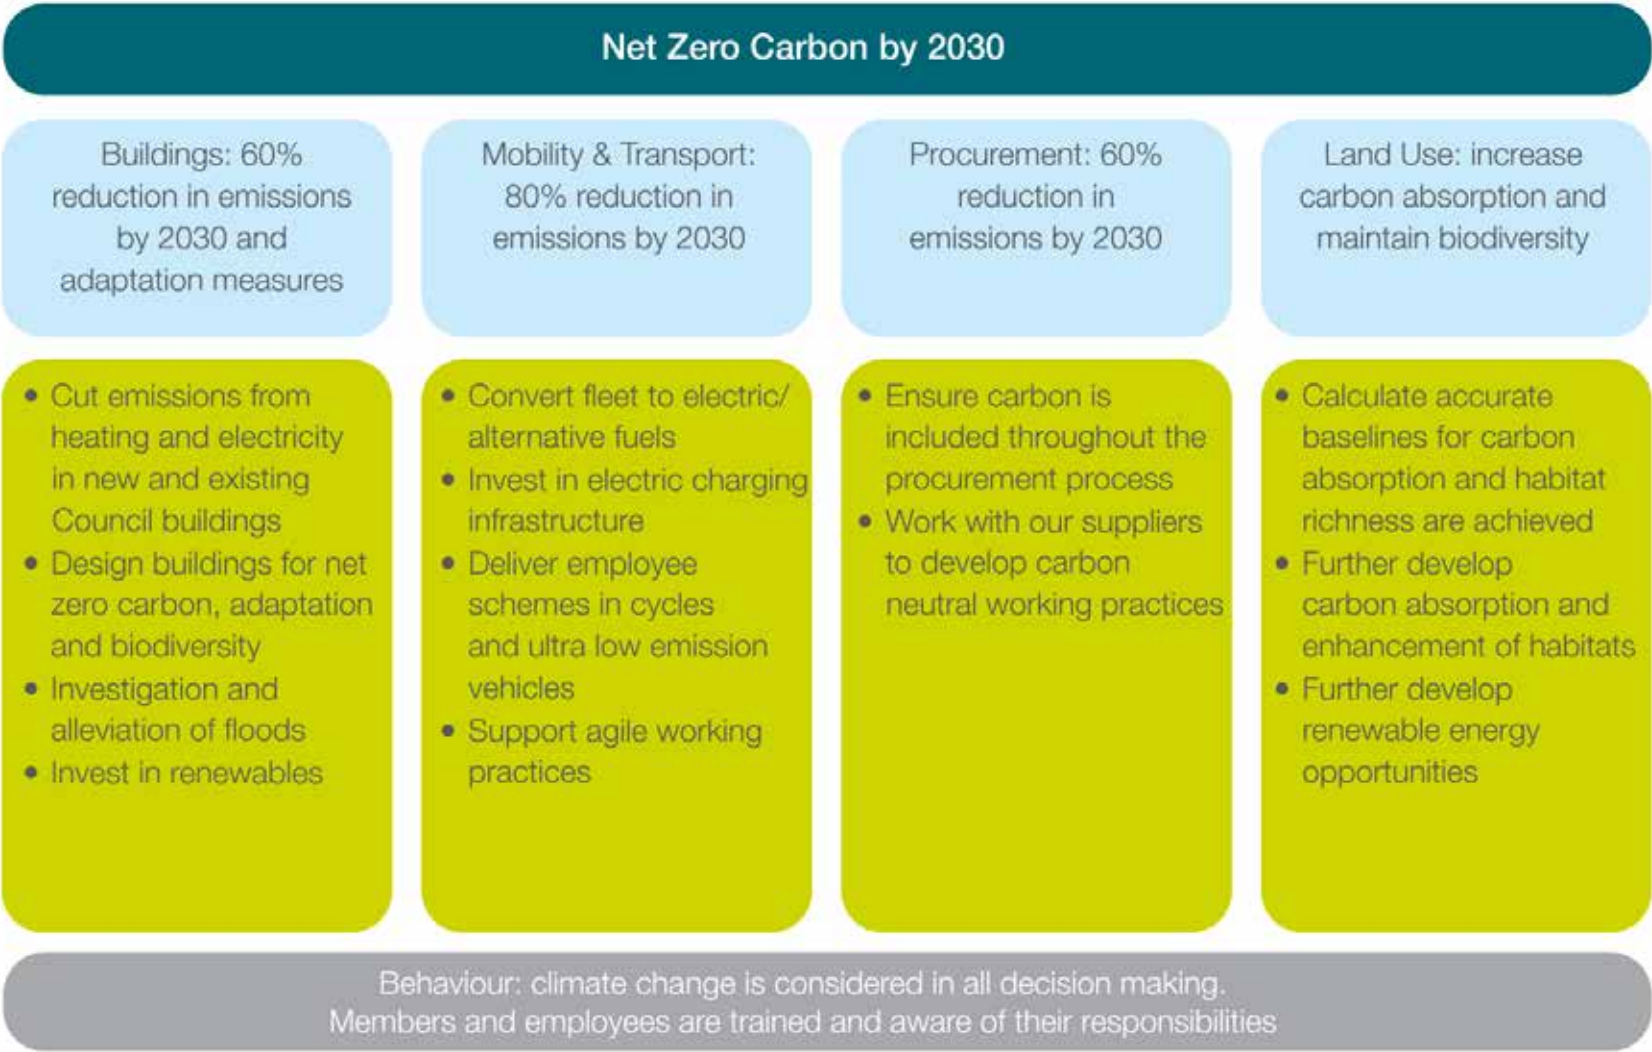 Net Zero Carbon by 2030
Buildings: 60%
reduction in emissions
by 2030 and
adaptation measures
Mobility & Transport:
80% reduction in
emissions by 2030
Procurement: 60%
reduction in
emissions by 2030
Land Use: increase
carbon absorption and
maintain biodiversity
• Cut emissions from
heating and electricity
in new and existing
Council buildings
• Design buildings for net
zero carbon, adaptation
and biodiversity
• Investigation and
alleviation of floods
• Invest in renewables
• Convert fleet to electric/
alternative fuels
• Invest in electric charging
infrastructure
• Deliver employee
schemes in cycles
and ultra low emission
vehicles
• Support agile working
practices
• Ensure carbon is
included throughout the
procurement process
• Work with our suppliers
to develop carbon
neutral working practices
• Calculate accurate
baselines for carbon
absorption and habitat
richness are achieved
• Further develop
carbon absorption and
enhancement of habitats
• Further develop
renewable energy
opportunities
Behaviour: climate change is considered in all decision making.
Members and employees are trained and aware of their responsibilities